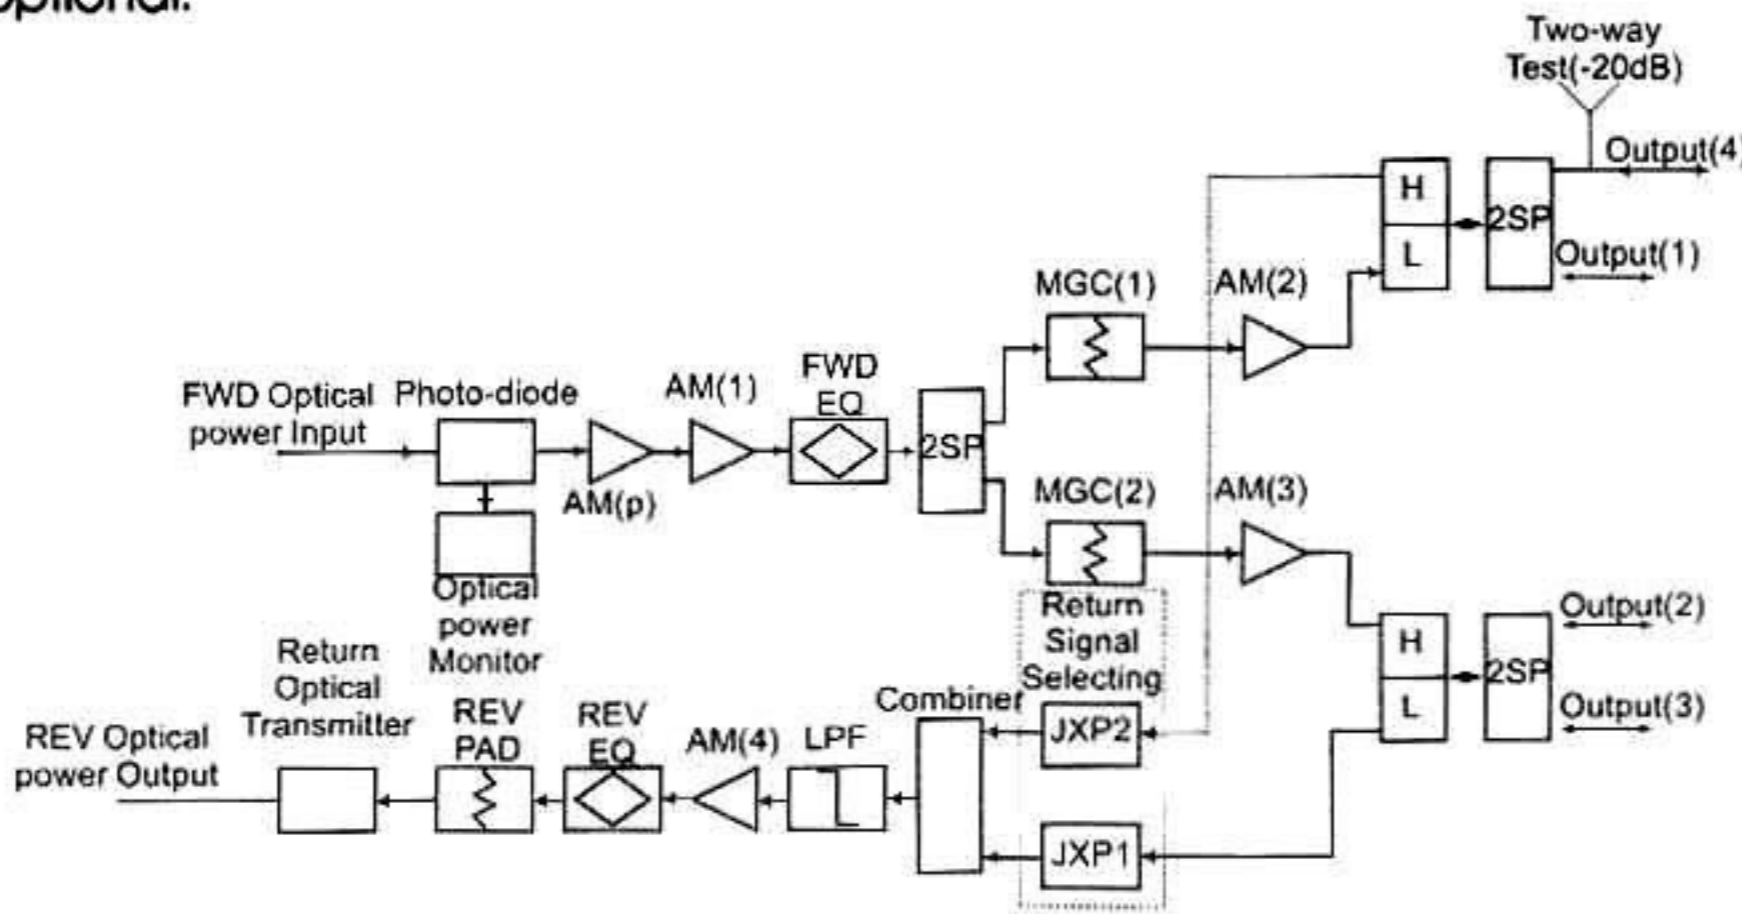 optional.
Two-way
Test(-20dB)
Output(4)
H
L
2SP
Output(1)
MGC(1)
AM(2)
FWD Optical
power Input
Photo-diode
AM(p)
AM(1)
FWD
EQ
2SP
MGC(2)
AM(3)
Optical
power
Monitor
Return
Signal
Selecting
H
L
2SP
Output(2)
Output(3)
REV Optical
power Output
Return
Optical
Transmitter
REV
PAD
REV
EQ
AM(4)
LPF
Combiner
JXP2
JXP1